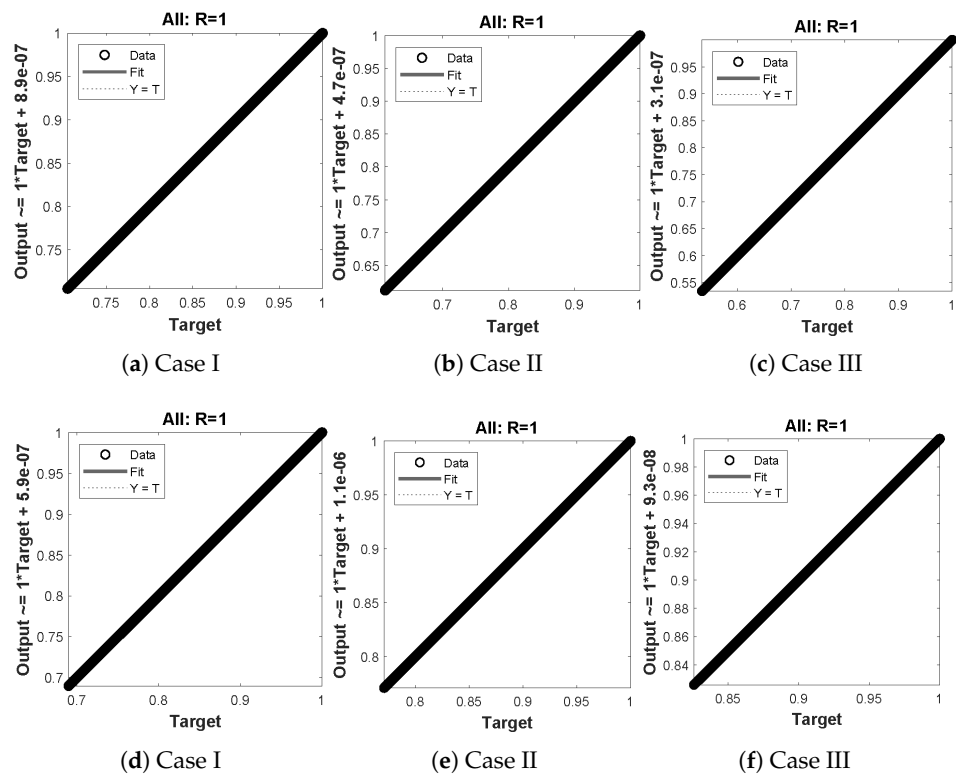 All: R=1
Output ~= 1*Target + 8.9e-07
Data
Fit
Y = T
1
0.95
0.9
0.85
0.8
0.75
0.75 0.8 0.85 0.9 0.95 1
Target
(a) Case I
All: R=1
Output ~= 1*Target + 4.7e-07
Data
Fit
Y = T
1
0.95
0.9
0.85
0.8
0.75
0.7
0.65
0.7 0.8 0.9 1
Target
(b) Case II
All: R=1
Output ~= 1*Target + 3.1e-07
Data
Fit
Y = T
0.95
0.9
0.85
0.8
0.75
0.7
0.65
0.6
0.55
0.6 0.7 0.8 0.9 1
Target
(c) Case III
All: R=1
Output ~= 1*Target + 5.9e-07
Data
Fit
Y = T
1
0.95
0.9
0.85
0.8
0.75
0.7
0.7 0.8 0.9 1
Target
(d) Case I
All: R=1
Output ~= 1*Target + 1.1e-06
Data
Fit
Y = T
1
0.95
0.9
0.85
0.8
0.8 0.85 0.9 0.95 1
Target
(e) Case II
All: R=1
Output ~= 1*Target + 9.3e-08
Data
Fit
Y = T
1
0.98
0.96
0.94
0.92
0.9
0.88
0.86
0.84
0.85 0.9 0.95 1
Target
(f) Case III